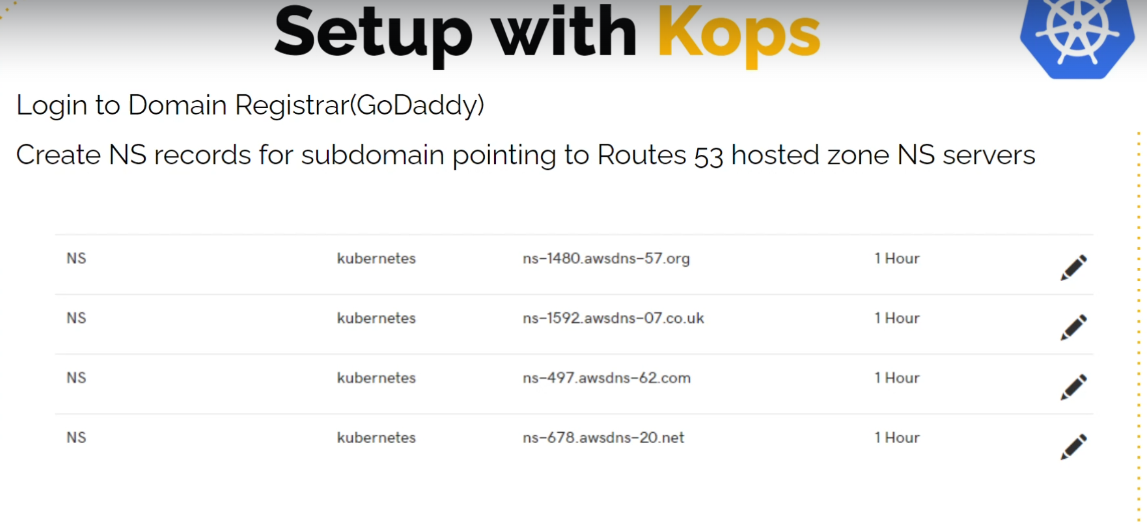 Setup with Kops
Login to Domain Registrar(GoDaddy)
Create NS records for subdomain pointing to Routes 53 hosted zone NS servers
NS kubernetes ns-1480.awsdns-57.org 1 Hour
NS kubernetes ns-1592.awsdns-07.co.uk 1 Hour
NS kubernetes ns-497.awsdns-62.com 1 Hour
NS kubernetes ns-678.awsdns-20.net 1 Hour